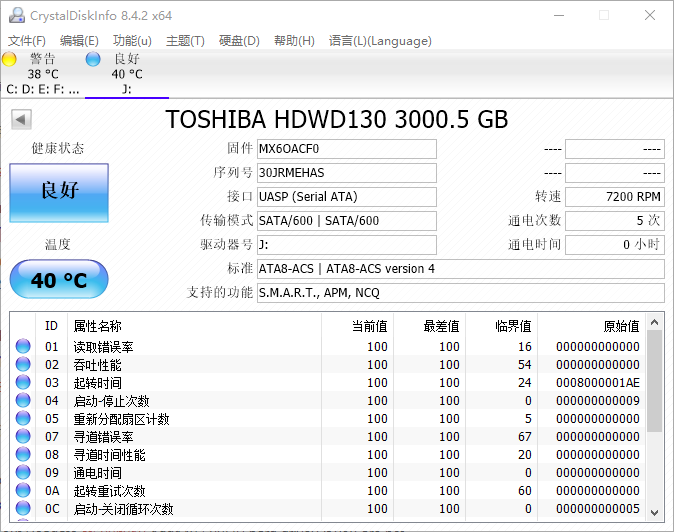 CrystalDiskInfo 8.4.2 x64
文件(F) 编辑(E) 功能(u) 主题(T) 硬盘(D) 帮助(H) 语言(L)(Language)
警告 良好
38 °C 40 °C
C: D: E: F: ... J:
TOSHIBA HDWD130 3000.5 GB
健康状态
良好
温度
40 °C
固件 MX6OACF0 ---- ----
序列号 30JRMEHAS ---- ----
接口 UASP (Serial ATA) 转速 7200 RPM
传输模式 SATA/600 | SATA/600 通电次数 5 次
驱动器号 J: 通电时间 0 小时
标准 ATA8-ACS | ATA8-ACS version 4
支持的功能 S.M.A.R.T., APM, NCQ
ID 属性名称 当前值 最差值 临界值 原始值
01 读取错误率 100 100 16 000000000000
02 吞吐性能 100 100 54 000000000000
03 起转时间 100 100 24 0008000001AE
04 启动-停止次数 100 100 0 000000000009
05 重新分配扇区计数 100 100 5 000000000000
07 寻道错误率 100 100 67 000000000000
08 寻道时间性能 100 100 20 000000000000
09 通电时间 100 100 0 000000000000
0A 起转重试次数 100 100 60 000000000000
0C 启动-关闭循环次数 100 100 0 000000000005